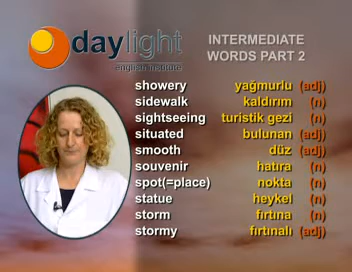 daylight
english institute
INTERMEDIATE
WORDS PART 2
showery yağmurlu (adj)
sidewalk kaldırım (n)
sightseeing turistik gezi (n)
situated bulunan (adj)
smooth düz (adj)
souvenir hatıra (n)
spot(=place) nokta (n)
statue heykel (n)
storm fırtına (n)
stormy fırtınalı (adj)